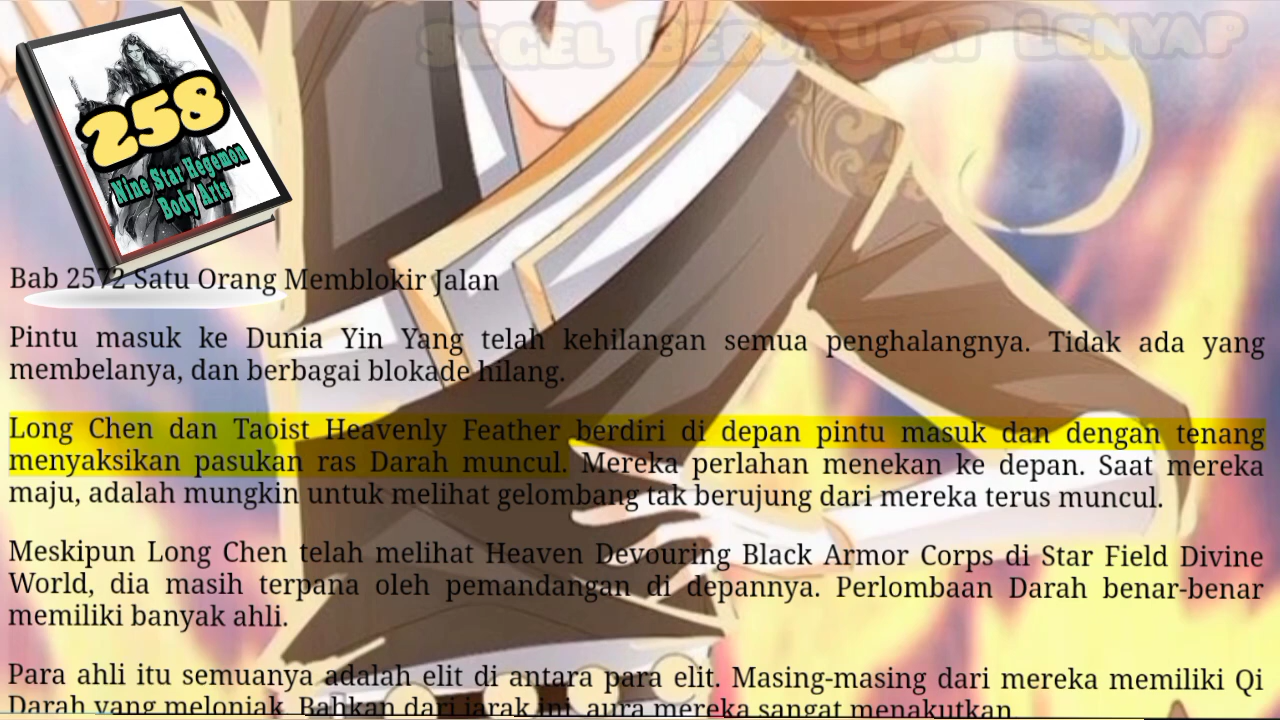 SEGEL BERDAULAT LENYAP
258
Nine Star Hegemon
Body Arts
Bab 2572 Satu Orang Memblokir Jalan
Pintu masuk ke Dunia Yin Yang telah kehilangan semua penghalangnya. Tidak ada yang
membelanya, dan berbagai blokade hilang.
Long Chen dan Taoist Heavenly Feather berdiri di depan pintu masuk dan dengan tenang
menyaksikan pasukan ras Darah muncul. Mereka perlahan menekan ke depan. Saat mereka
maju, adalah mungkin untuk melihat gelombang tak berujung dari mereka terus muncul.
Meskipun Long Chen telah melihat Heaven Devouring Black Armor Corps di Star Field Divine
World, dia masih terpana oleh pemandangan di depannya. Perlombaan Darah benar-benar
memiliki banyak ahli.
Para ahli itu semuanya adalah elit di antara para elit. Masing-masing dari mereka memiliki Qi
Darah yang melonjak. Bahkan dari jarak ini, aura mereka sangat menakutkan.